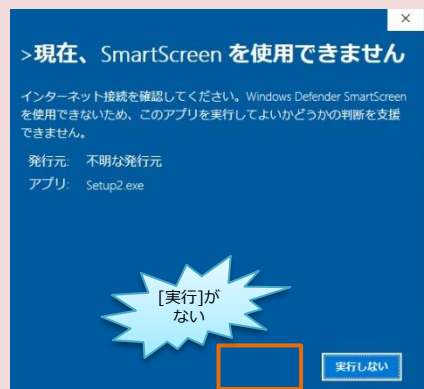 ×
>現在、SmartScreen を使用できません
インターネット接続を確認してください。Windows Defender SmartScreen
を使用できないため、このアプリを実行してよいかどうかの判断を支援
できません。
発行元: 不明な発行元
アプリ: Setup2.exe
[実行]が
ない
実行しない